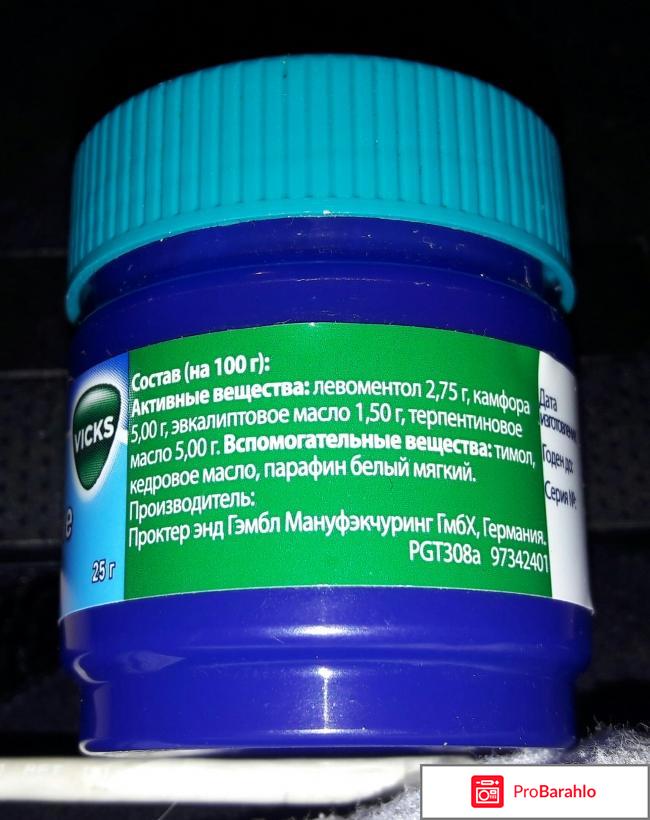 Состав (на 100 г):
Активные вещества: левоментол 2,75 г, камфора
5,00 г, эвкалиптовое масло 1,50 г, терпентиновое
масло 5,00 г. Вспомогательные вещества: тимол,
кедровое масло, парафин белый мягкий.
Производитель:
Проктер энд Гэмбл Мануфэкчуринг ГмбХ, Германия.
PGT308a 97342401
VICKS
e
25 г
Дата
изготовления
Годен до:
Серия №:
ProBarahlo